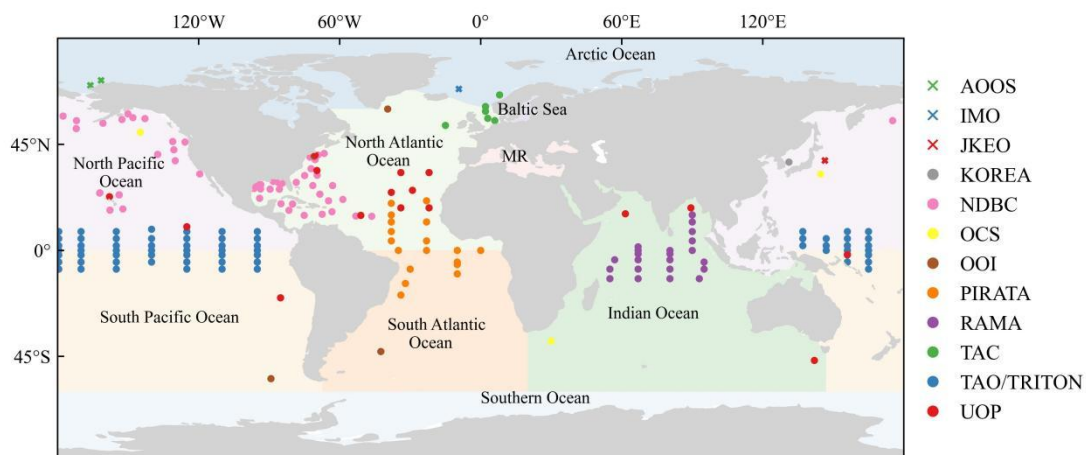 120°W 60°W 0° 60°E 120°E
Arctic Ocean
Baltic Sea
45°N
North Atlantic
Ocean
MR
North Pacific
Ocean
0°
South Pacific Ocean
South Atlantic
Ocean
Indian Ocean
45°S
Southern Ocean
AOOS
IMO
JKEO
KOREA
NDBC
OCS
OOI
PIRATA
RAMA
TAC
TAO/TRITON
UOP